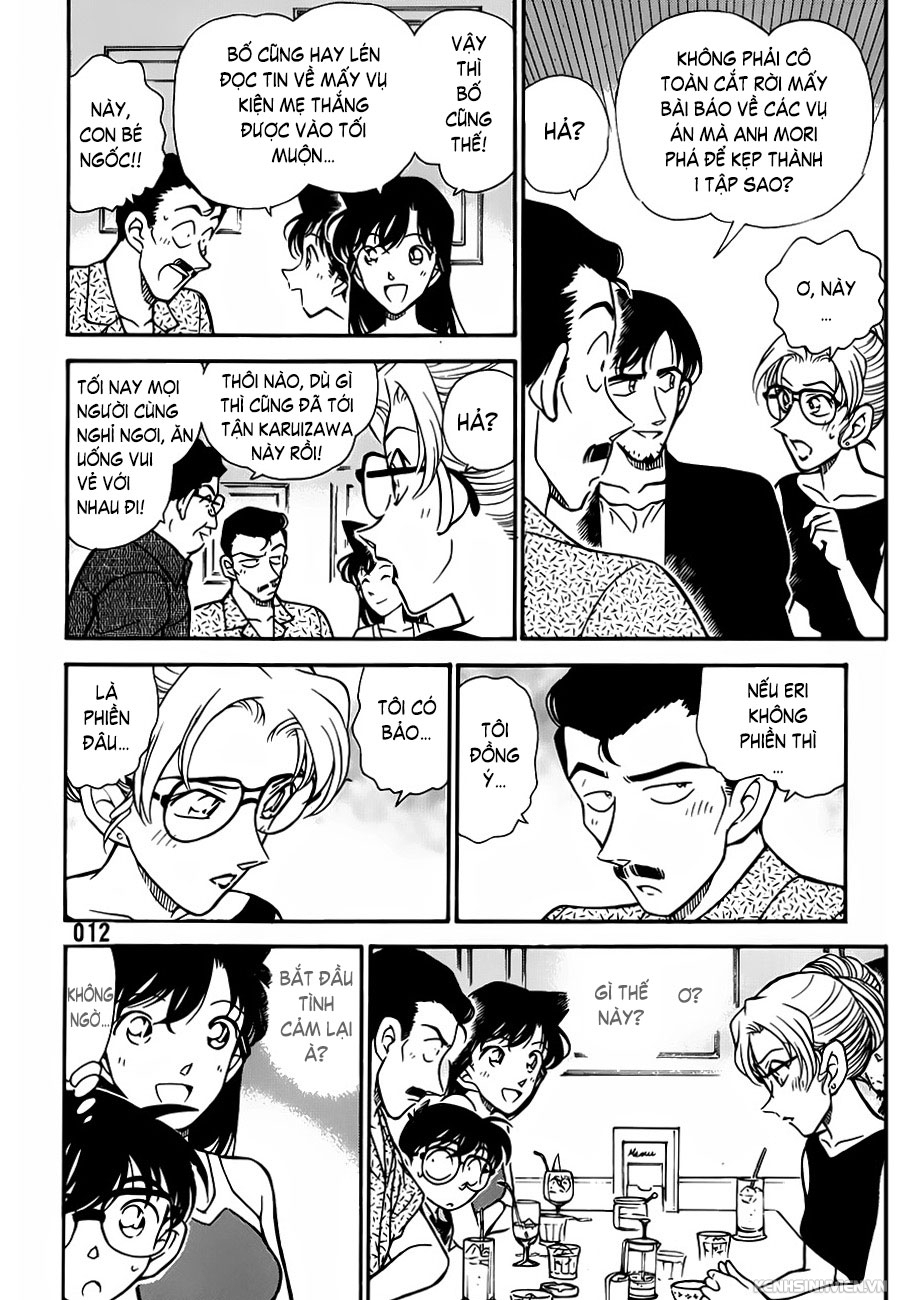 KHÔNG PHẢI CÔ
TOÀN CẮT RỜI MẤY
BÀI BÁO VỀ CÁC VỤ
ÁN MÀ ANH MORI
PHÁ ĐỂ KẸP THÀNH
1 TẬP SAO?
HẢ?
Ơ, NÀY
...
VẬY
THÌ
BỐ
CŨNG
THẾ!
BỐ CŨNG HAY LÉN
ĐỌC TIN VỀ MẤY VỤ
KIỆN MẸ THẮNG
ĐƯỢC VÀO TỐI
MUỘN...
NÀY,
CON BÉ
NGỐC!!
HẢ?
THÔI NÀO, DÙ GÌ
THÌ CŨNG ĐÃ TỚI
TẬN KARUIZAWA
NÀY RỒI!
TỐI NAY MỌI
NGƯỜI CÙNG
NGHỈ NGƠI, ĂN
UỐNG VUI
VẺ VỚI
NHAU ĐI!
NẾU ERI
KHÔNG
PHIỀN THÌ
...
TÔI
ĐỒNG
Ý...
TÔI CÓ
BẢO...
LÀ
PHIỀN
ĐÂU...
012
Ơ?
GÌ THẾ
NÀY?
Menu
BẮT ĐẦU
TÌNH
CẢM LẠI
À?
KHÔNG
NGỜ...
KENHSINHVIEN.VN